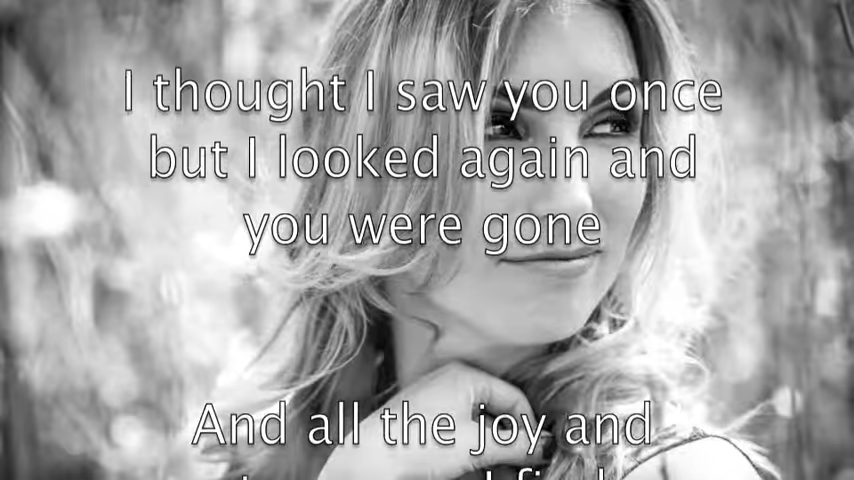 I thought I saw you once
but I looked again and
you were gone
And all the joy and